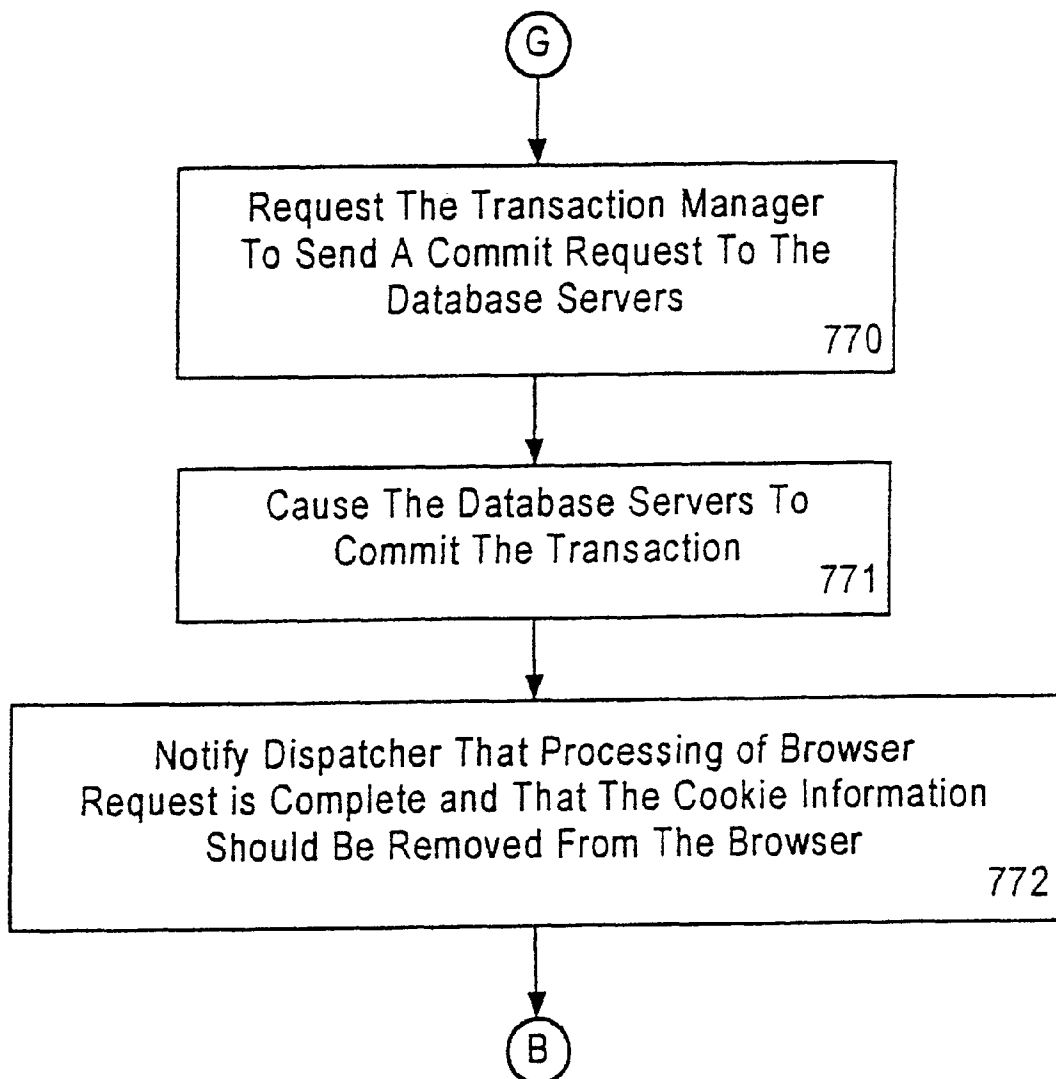 G
Request The Transaction Manager
To Send A Commit Request To The
Database Servers
770
Cause The Database Servers To
Commit The Transaction
771
Notify Dispatcher That Processing of Browser
Request is Complete and That The Cookie Information
Should Be Removed From The Browser
772
B